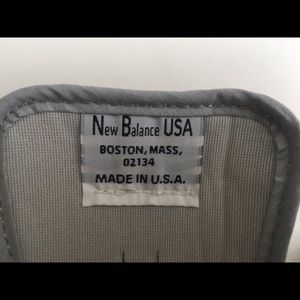 New Balance USA
BOSTON, MASS,
02134
MADE IN U.S.A.